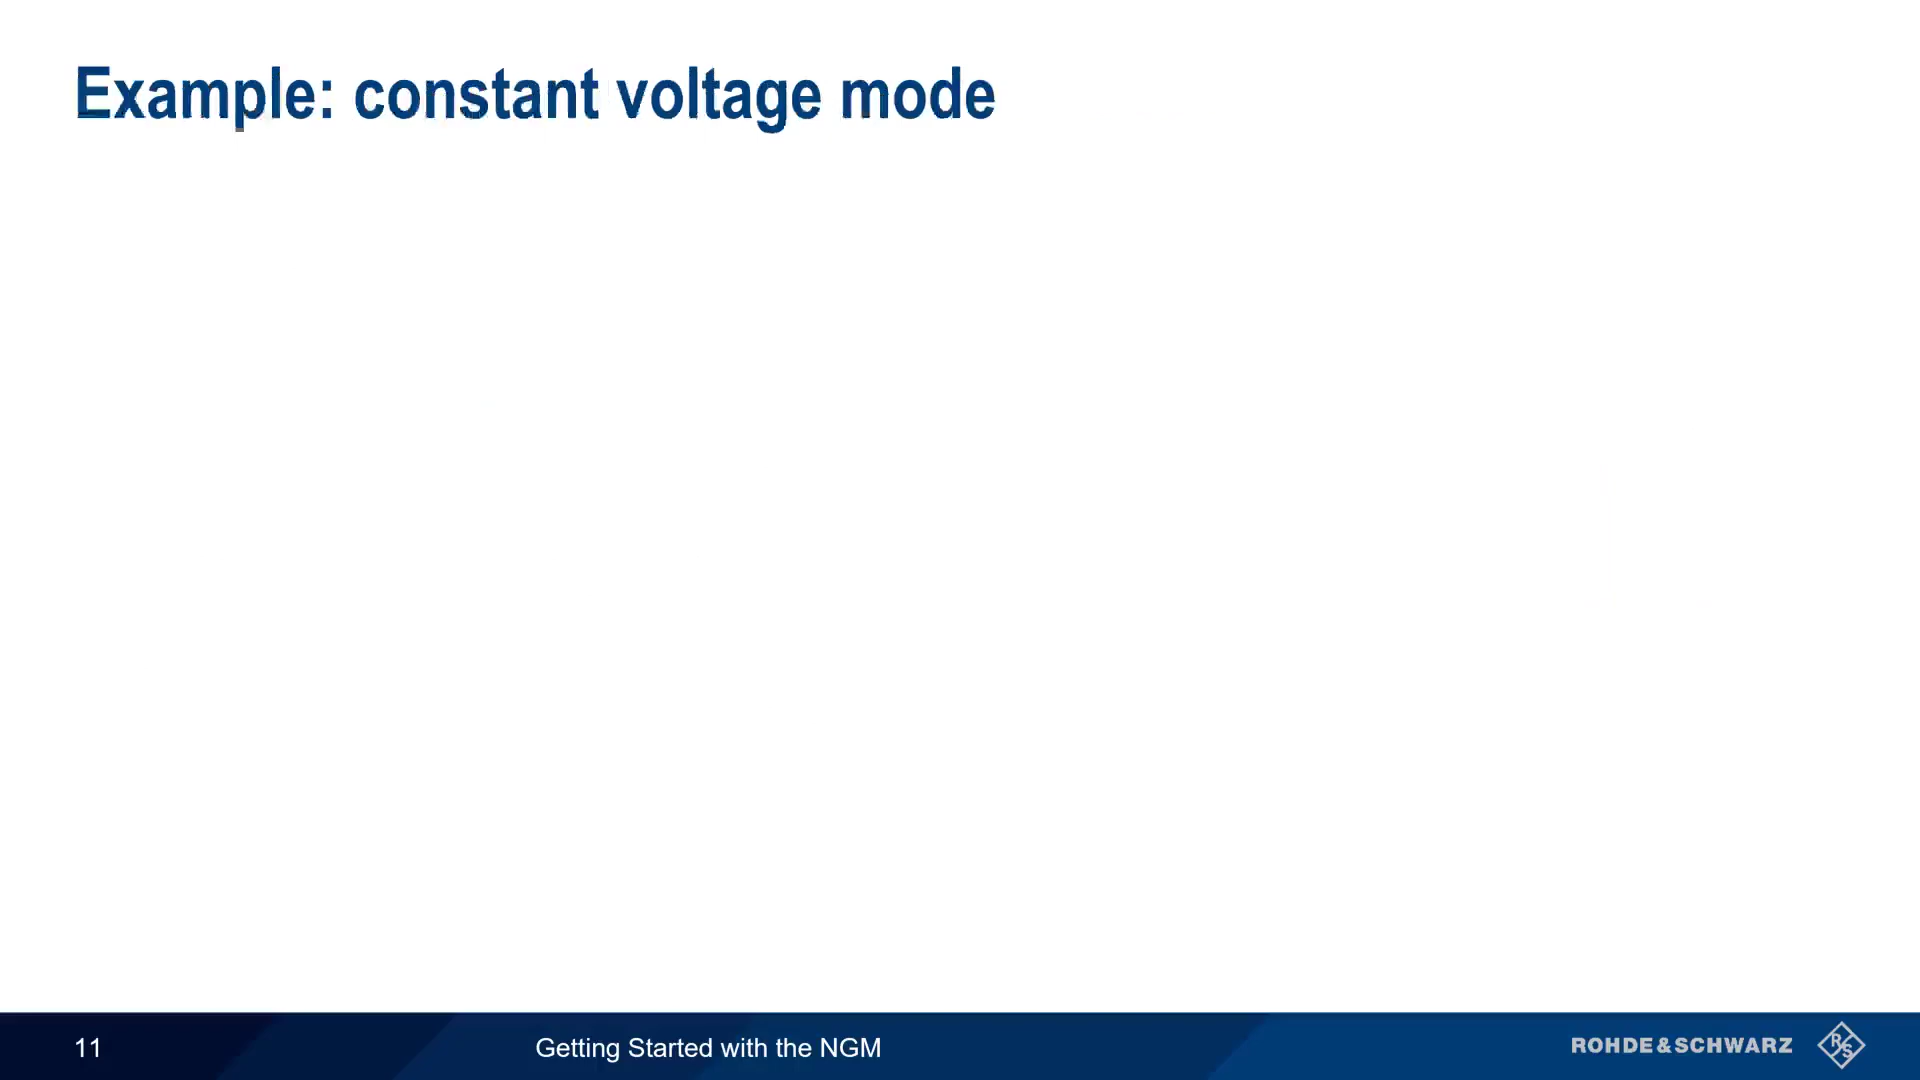 Example: constant voltage mode
11
Getting Started with the NGM
ROHDE&SCHWARZ
R&S